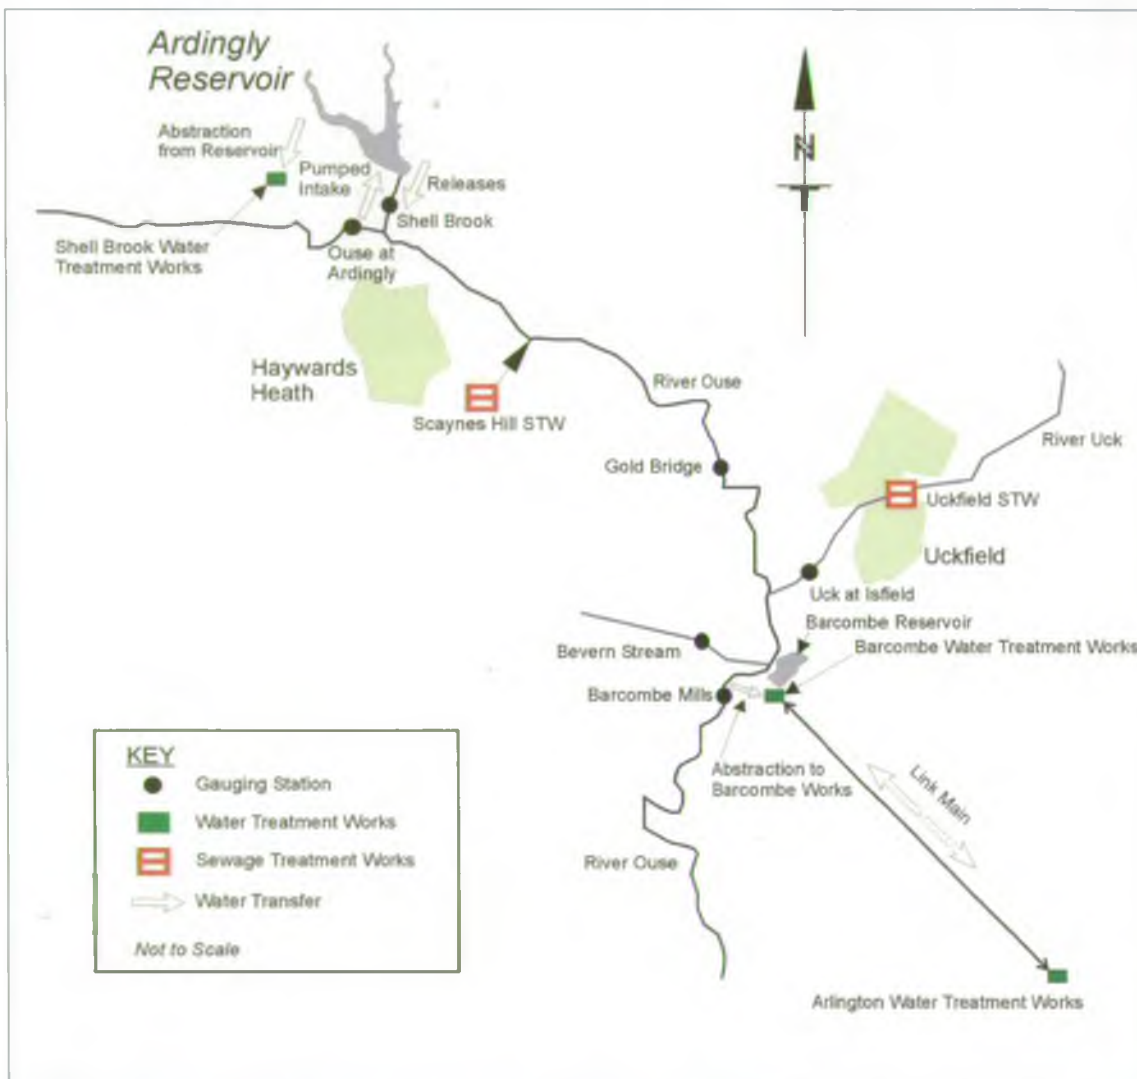 Ardingly
Reservoir
Abstraction
from Reservoir
Pumped
Intake
Releases
Shell Brook
Shell Brook Water
Treatment Works
Ouse at
Ardingly
N
Haywards
Heath
Scaynes Hill STW
River Ouse
River Uck
Gold Bridge
Uckfield STW
Uckfield
Uck at Isfield
Barcombe Reservoir
Bevern Stream
Barcombe Water Treatment Works
Barcombe Mills
Abstraction to
Barcombe Works
Link Main
River Ouse
Arlington Water Treatment Works
KEY
Gauging Station
Water Treatment Works
Sewage Treatment Works
Water Transfer
Not to Scale